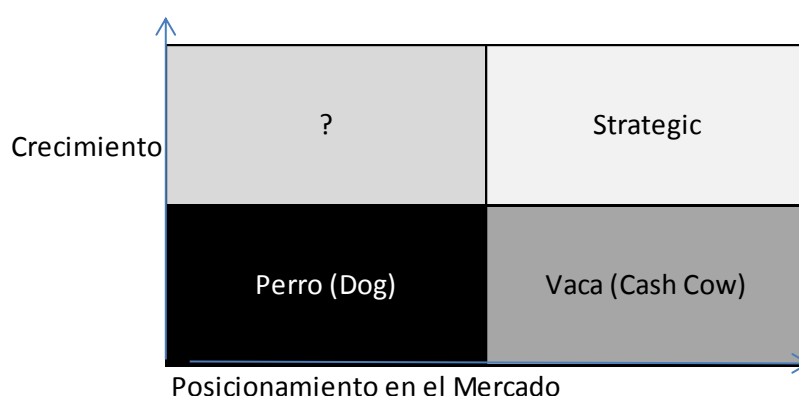 ? Strategic
Crecimiento
Perro (Dog) Vaca (Cash Cow)
Posicionamiento en el Mercado